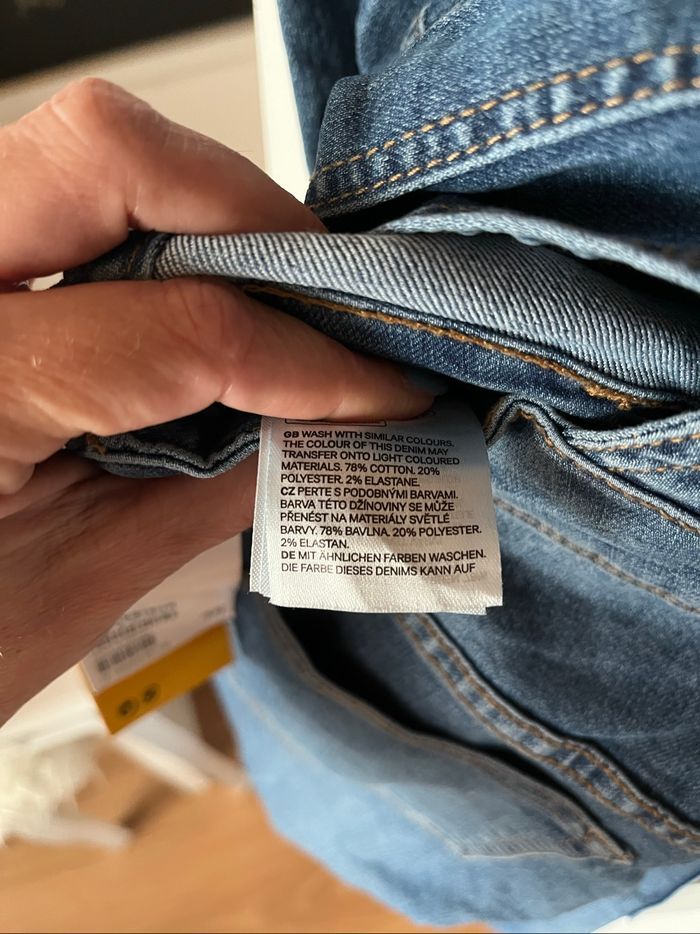 GB WASH WITH SIMILAR COLOURS.
THE COLOUR OF THIS DENIM MAY
TRANSFER ONTO LIGHT COLOURED
MATERIALS. 78% COTTON. 20%
POLYESTER. 2% ELASTANE.
CZ PERTE S PODOBNÝMI BARVAMI.
BARVA TÉTO DŽÍNOVINY SE MŮŽE
PŘENÉST NA MATERIÁLY SVĚTLÉ
BARVY. 78% BAVLNA. 20% POLYESTER.
2% ELASTAN.
DE MIT ÄHNLICHEN FARBEN WASCHEN.
DIE FARBE DIESES DENIMS KANN AUF